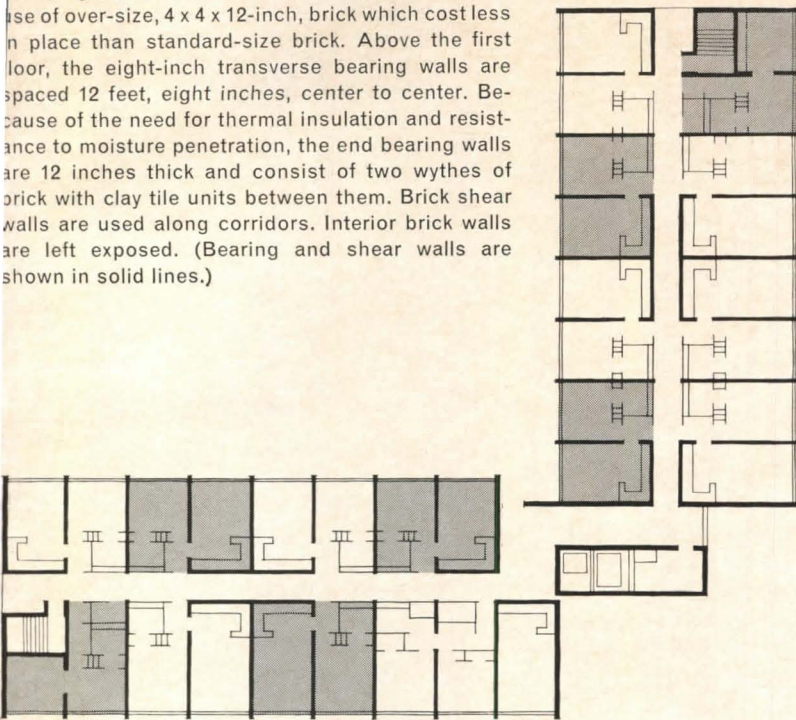 use of over-size, 4 x 4 x 12-inch, brick which cost less
in place than standard-size brick. Above the first
floor, the eight-inch transverse bearing walls are
spaced 12 feet, eight inches, center to center. Be-
cause of the need for thermal insulation and resist-
ance to moisture penetration, the end bearing walls
are 12 inches thick and consist of two wythes of
brick with clay tile units between them. Brick shear
walls are used along corridors. Interior brick walls
are left exposed. (Bearing and shear walls are
shown in solid lines.)